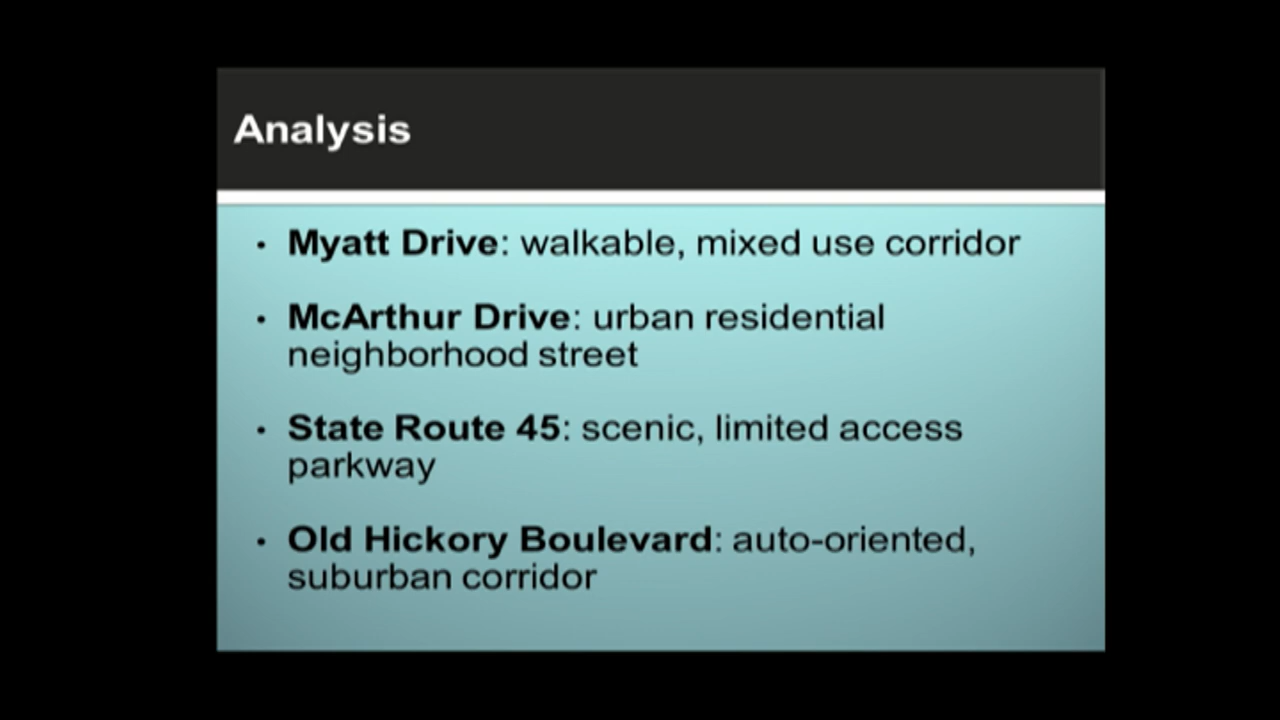 Analysis
• Myatt Drive: walkable, mixed use corridor
• McArthur Drive: urban residential
neighborhood street
• State Route 45: scenic, limited access
parkway
• Old Hickory Boulevard: auto-oriented,
suburban corridor